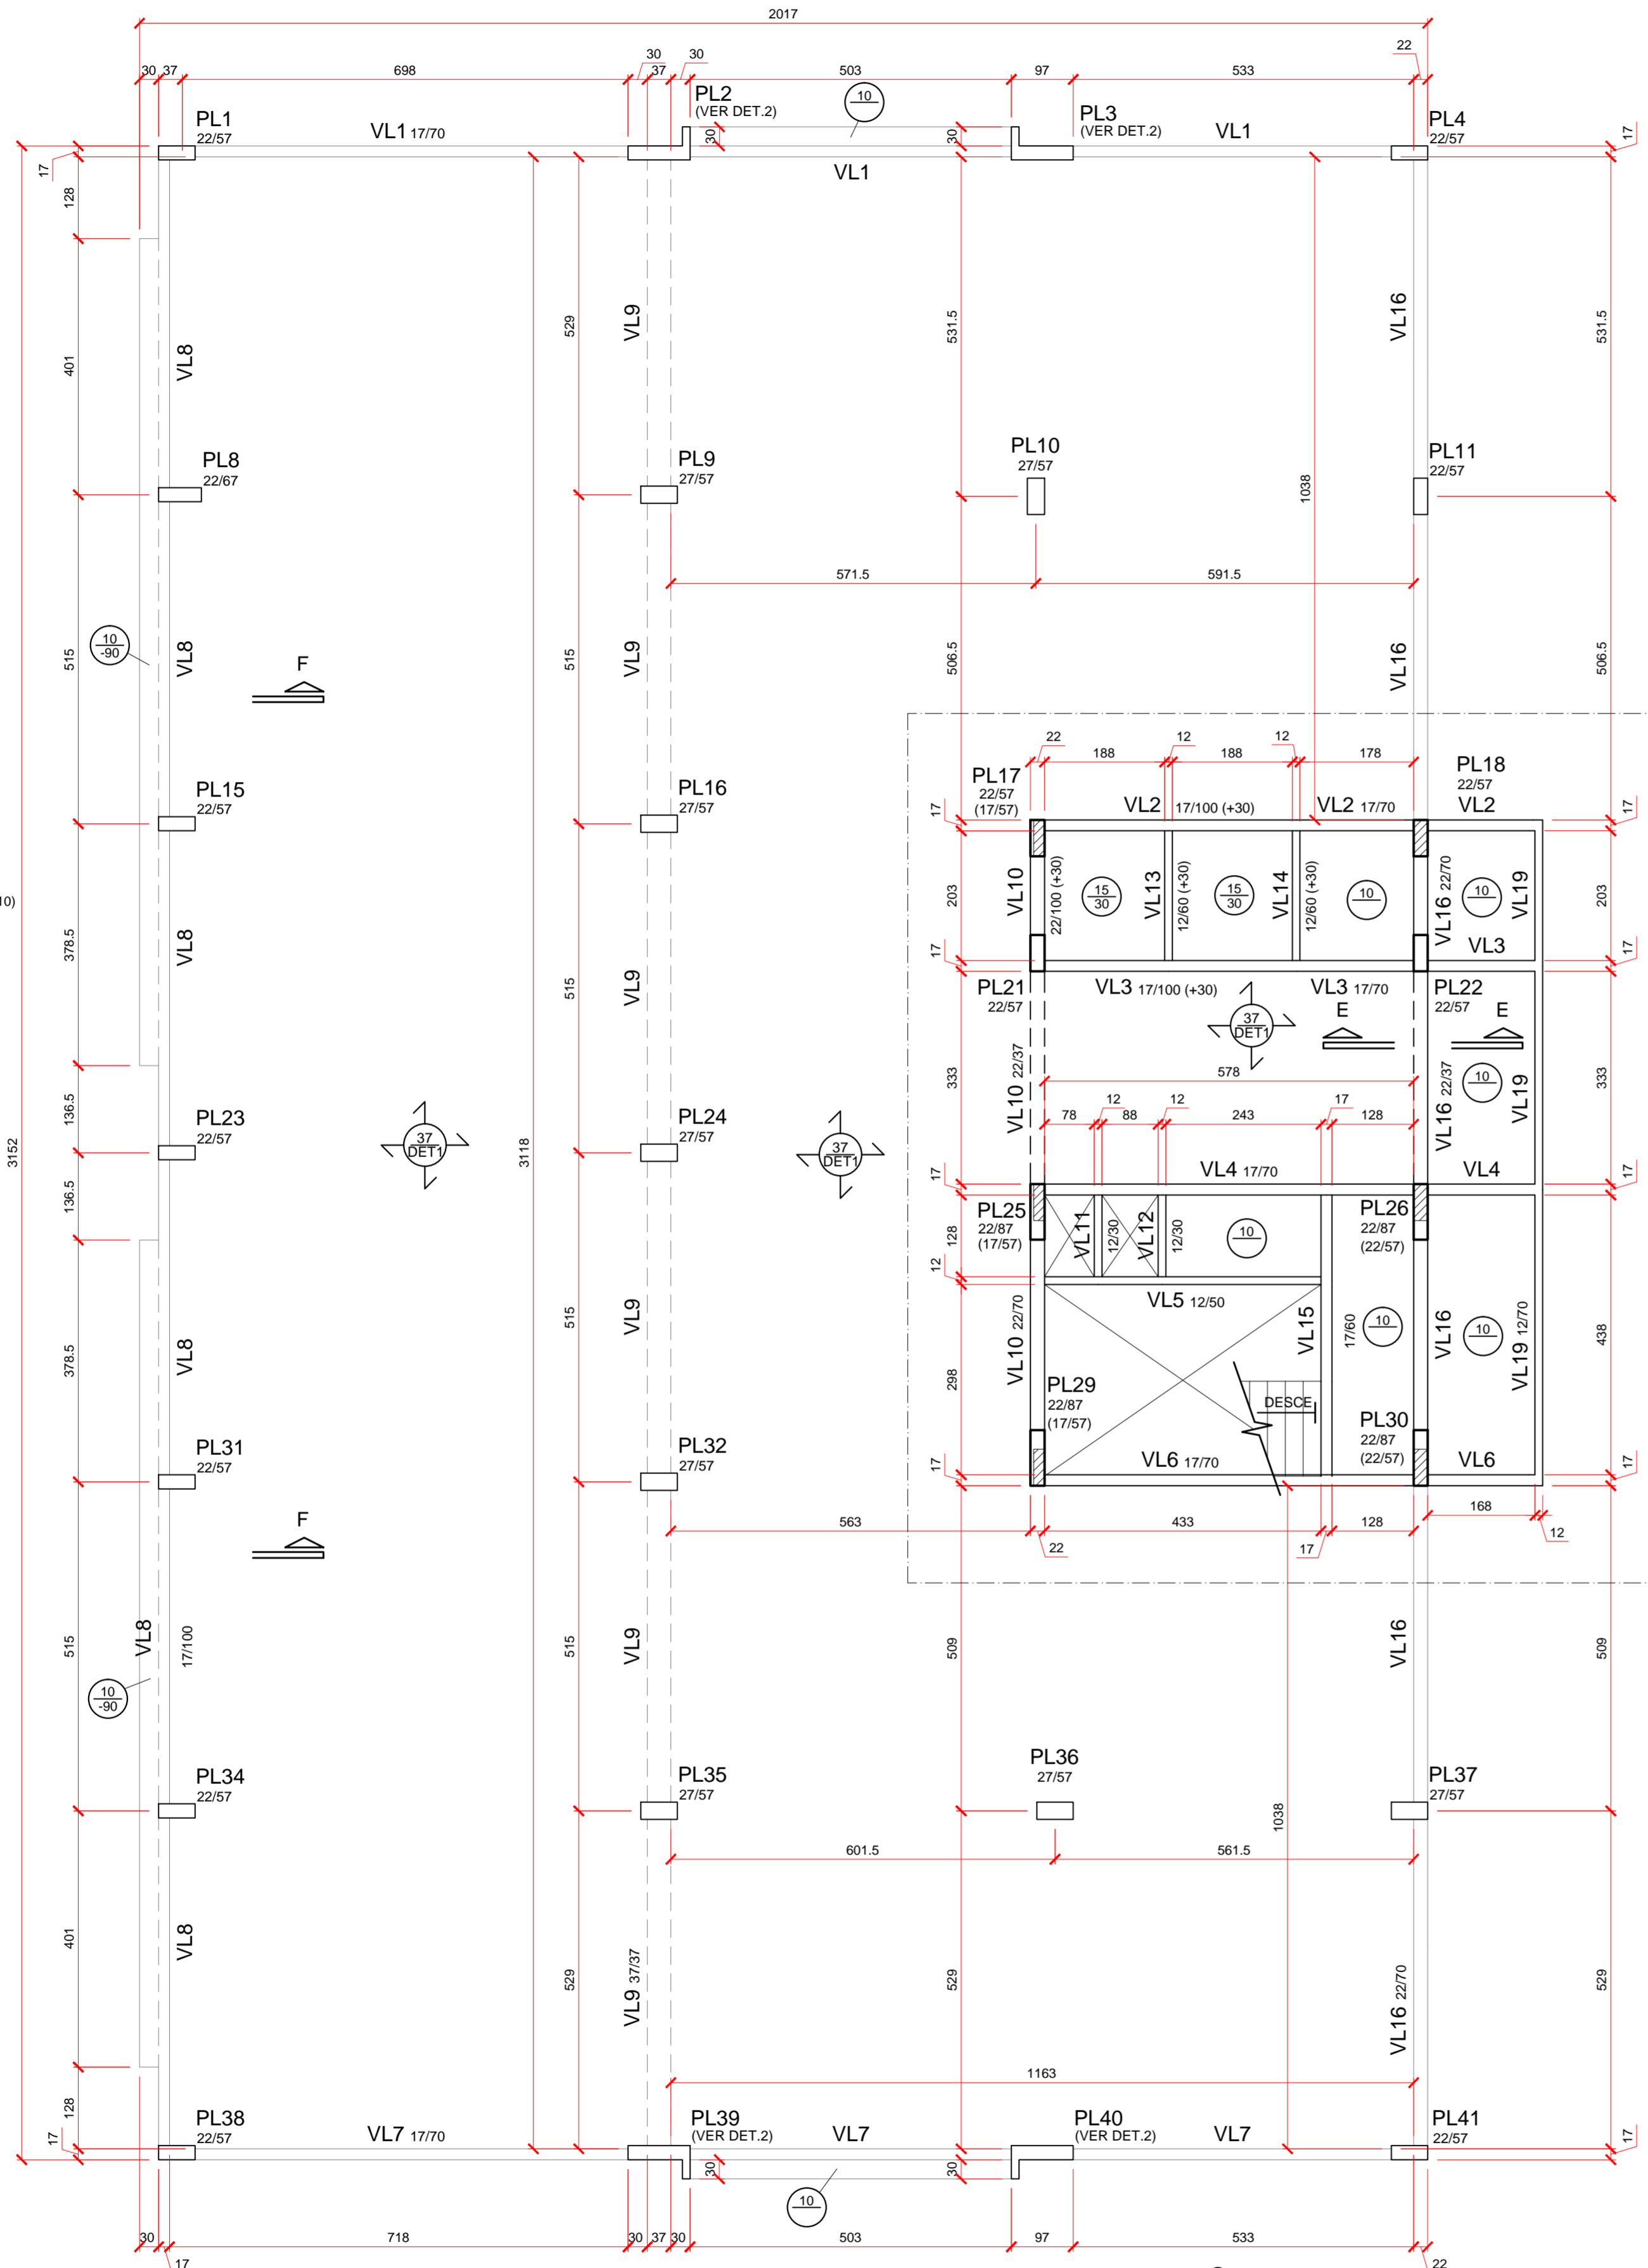 2017
30 37 698 30 37 30 503 97 533 22
PL1
22/57
VL1 17/70
PL2
(VER DET.2)
10
PL3
(VER DET.2)
VL1
PL4
22/57
17
30
30
17
VL1
128
401
VL8
529
VL9
531.5
1038
VL16
531.5
PL8
22/67
PL9
27/57
PL10
27/57
PL11
22/57
571.5
591.5
10
-90
515
VL8
F
515
VL9
506.5
VL16
506.5
22
188
12
188
12
178
PL15
22/57
PL16
27/57
PL17
22/57
(17/57)
17
VL2 17/100 (+30)
VL2 17/70
PL18
22/57
VL2
17
10)
378.5
VL8
515
VL9
203
VL10
22/100 (+30)
15
30
VL13
12/60 (+30)
15
30
VL14
12/60 (+30)
10
VL16 22/70
10
VL19
203
17
VL3
17
PL21
22/57
VL3 17/100 (+30)
VL3 17/70
PL22
22/57
E
E
37
DET1
333
VL10 22/37
578
VL16 22/37
10
VL19
333
3152
136.5
PL23
22/57
37
DET1
3118
PL24
27/57
37
DET1
78
12
88
12
243
17
128
136.5
17
VL4 17/70
VL4
17
PL25
22/87
(17/57)
128
VL11
12/30
VL12
12/30
10
PL26
22/87
(22/57)
12
378.5
VL8
515
VL9
298
VL10 22/70
VL5 12/50
VL15
17/60
10
VL16
10
VL19 12/70
438
PL29
22/87
(17/57)
DESCE
PL30
22/87
(22/57)
PL31
22/57
PL32
27/57
17
VL6 17/70
VL6
17
F
563
22
433
17
128
168
12
515
VL8
17/100
10
-90
515
VL9
509
VL16
509
PL34
22/57
PL35
27/57
PL36
27/57
PL37
27/57
1038
601.5
561.5
401
VL8
529
VL9 37/37
529
VL16 22/70
529
1163
128
17
PL38
22/57
VL7 17/70
PL39
(VER DET.2)
VL7
PL40
(VER DET.2)
VL7
PL41
22/57
17
30
30
10
30 718 30 37 30 503 97 533
17
22